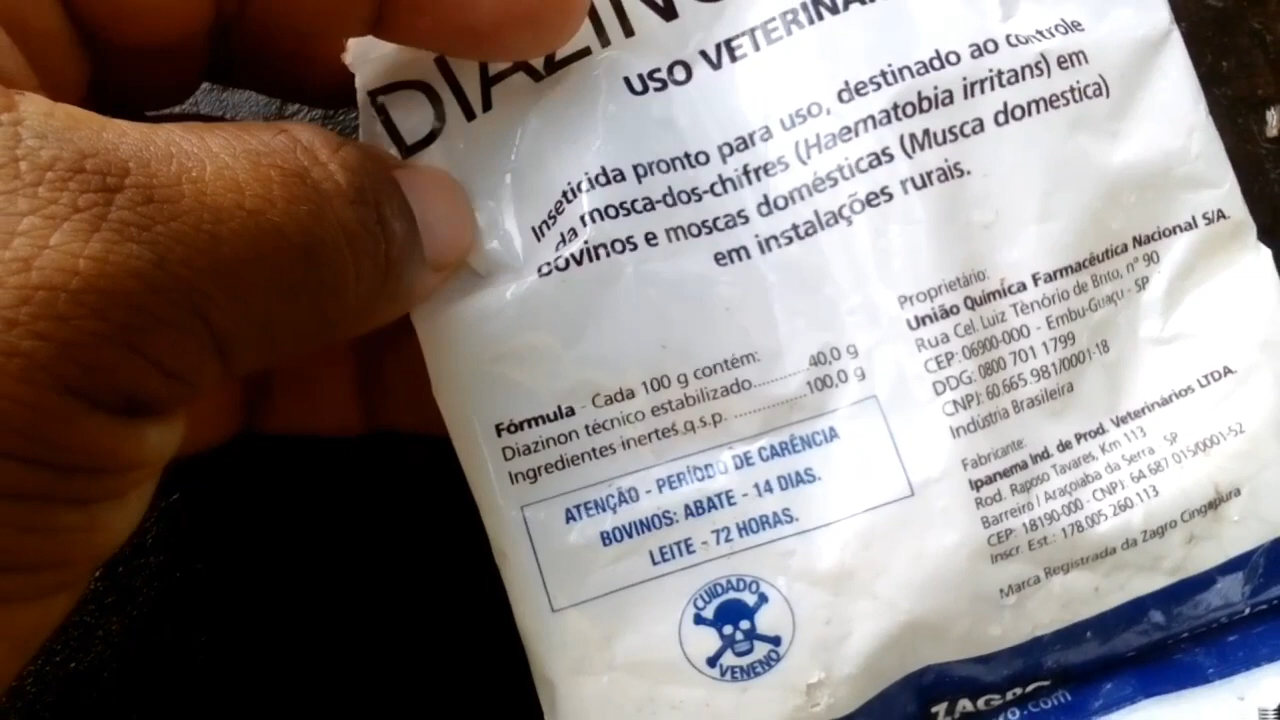 DIAZINO
USO VETERINA
Inseticida pronto para uso, destinado ao controle
da mosca-dos-chifres (Haematobia irritans) em
bovinos e moscas domésticas (Musca domestica)
em instalações rurais.
Fórmula - Cada 100 g contém:
Diazinon técnico estabilizado............40,0 g
Ingredientes inertes q.s.p. ................100,0 g
ATENÇÃO - PERÍODO DE CARÊNCIA
BOVINOS: ABATE - 14 DIAS.
LEITE - 72 HORAS.
CUIDADO
VENENO
Proprietário:
União Química Farmacêutica Nacional S/A.
Rua Cel. Luiz Tenório de Brito, nº 90
CEP: 06900-000 - Embu-Guaçu - SP
DDG: 0800 701 1799
CNPJ: 60.665.981/0001-18
Indústria Brasileira
Fabricante:
Ipanema Ind. de Prod. Veterinários LTDA.
Rod. Raposo Tavares, Km 113
Barreiro / Araçoiaba da Serra SP
CEP: 18190-000 - CNPJ: 64 687 015/0001-52
Inscr. Est.: 178.005.260.113
Marca Registrada da Zagro Cingapura
ZAGRO
ro.com